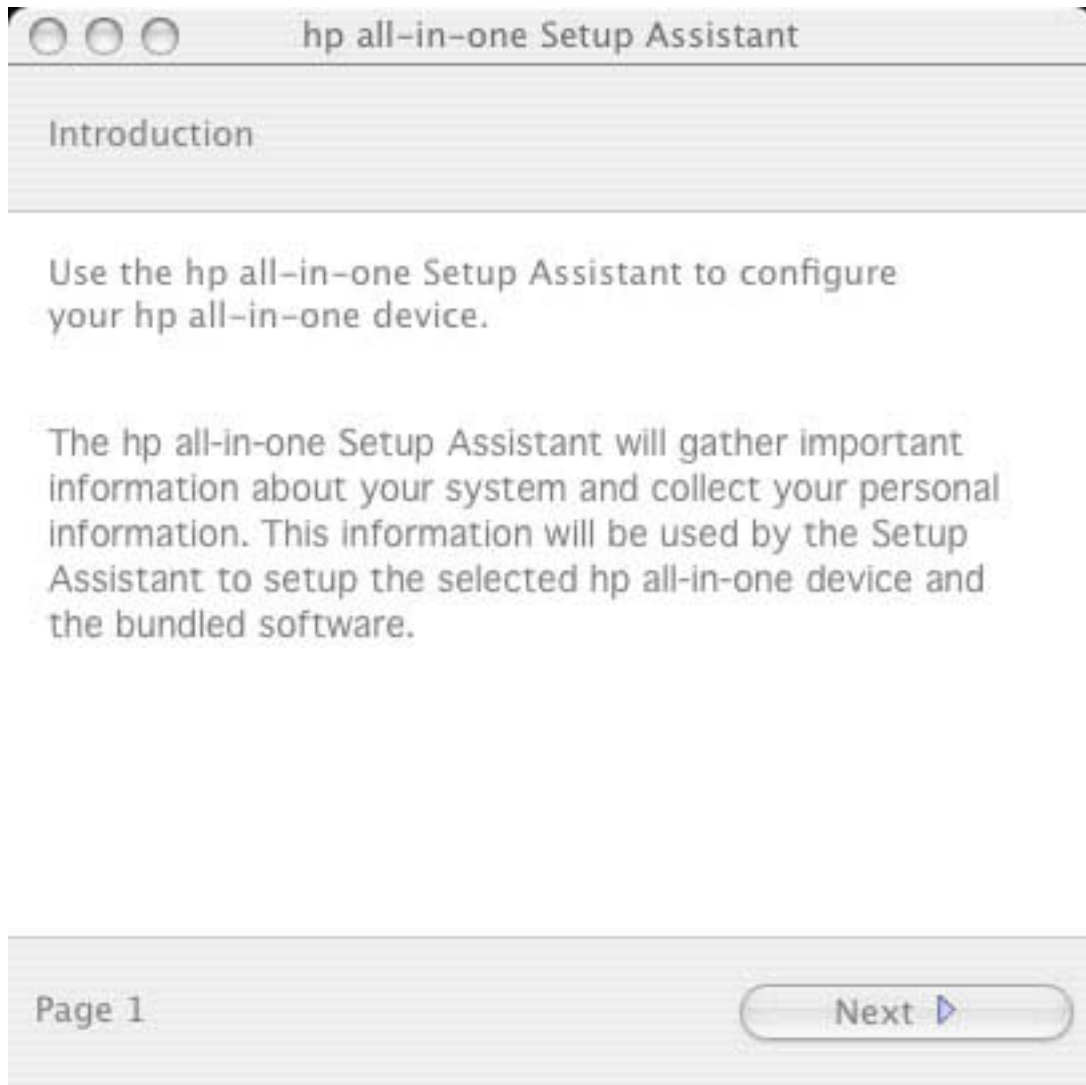 hp all-in-one Setup Assistant
Introduction
Use the hp all-in-one Setup Assistant to configure
your hp all-in-one device.
The hp all-in-one Setup Assistant will gather important
information about your system and collect your personal
information. This information will be used by the Setup
Assistant to setup the selected hp all-in-one device and
the bundled software.
Page 1
Next